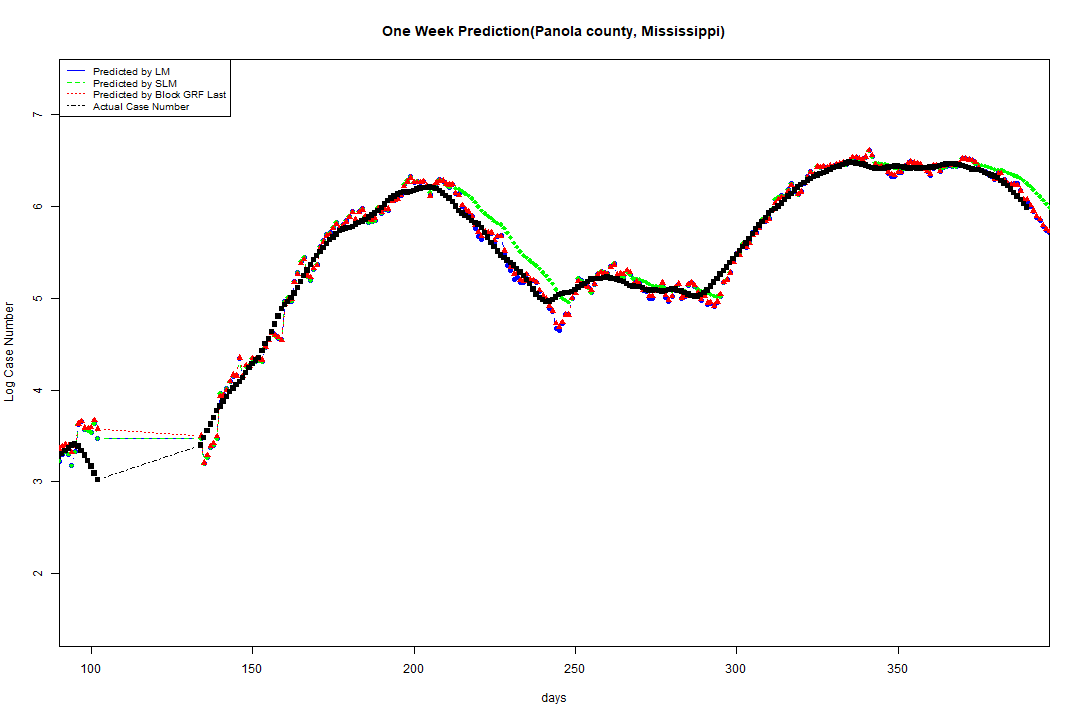 One Week Prediction(Panola county, Mississippi)
Predicted by LM
Predicted by SLM
Predicted by Block GRF Last
Actual Case Number
7
6
5
4
3
2
Log Case Number
100 150 200 250 300 350
days